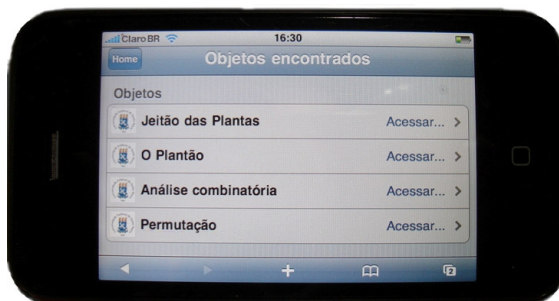 Claro BR 16:30
Home Objetos encontrados
Objetos
Jeitão das Plantas Acessar...
O Plantão Acessar...
Análise combinatória Acessar...
Permutação Acessar...
2